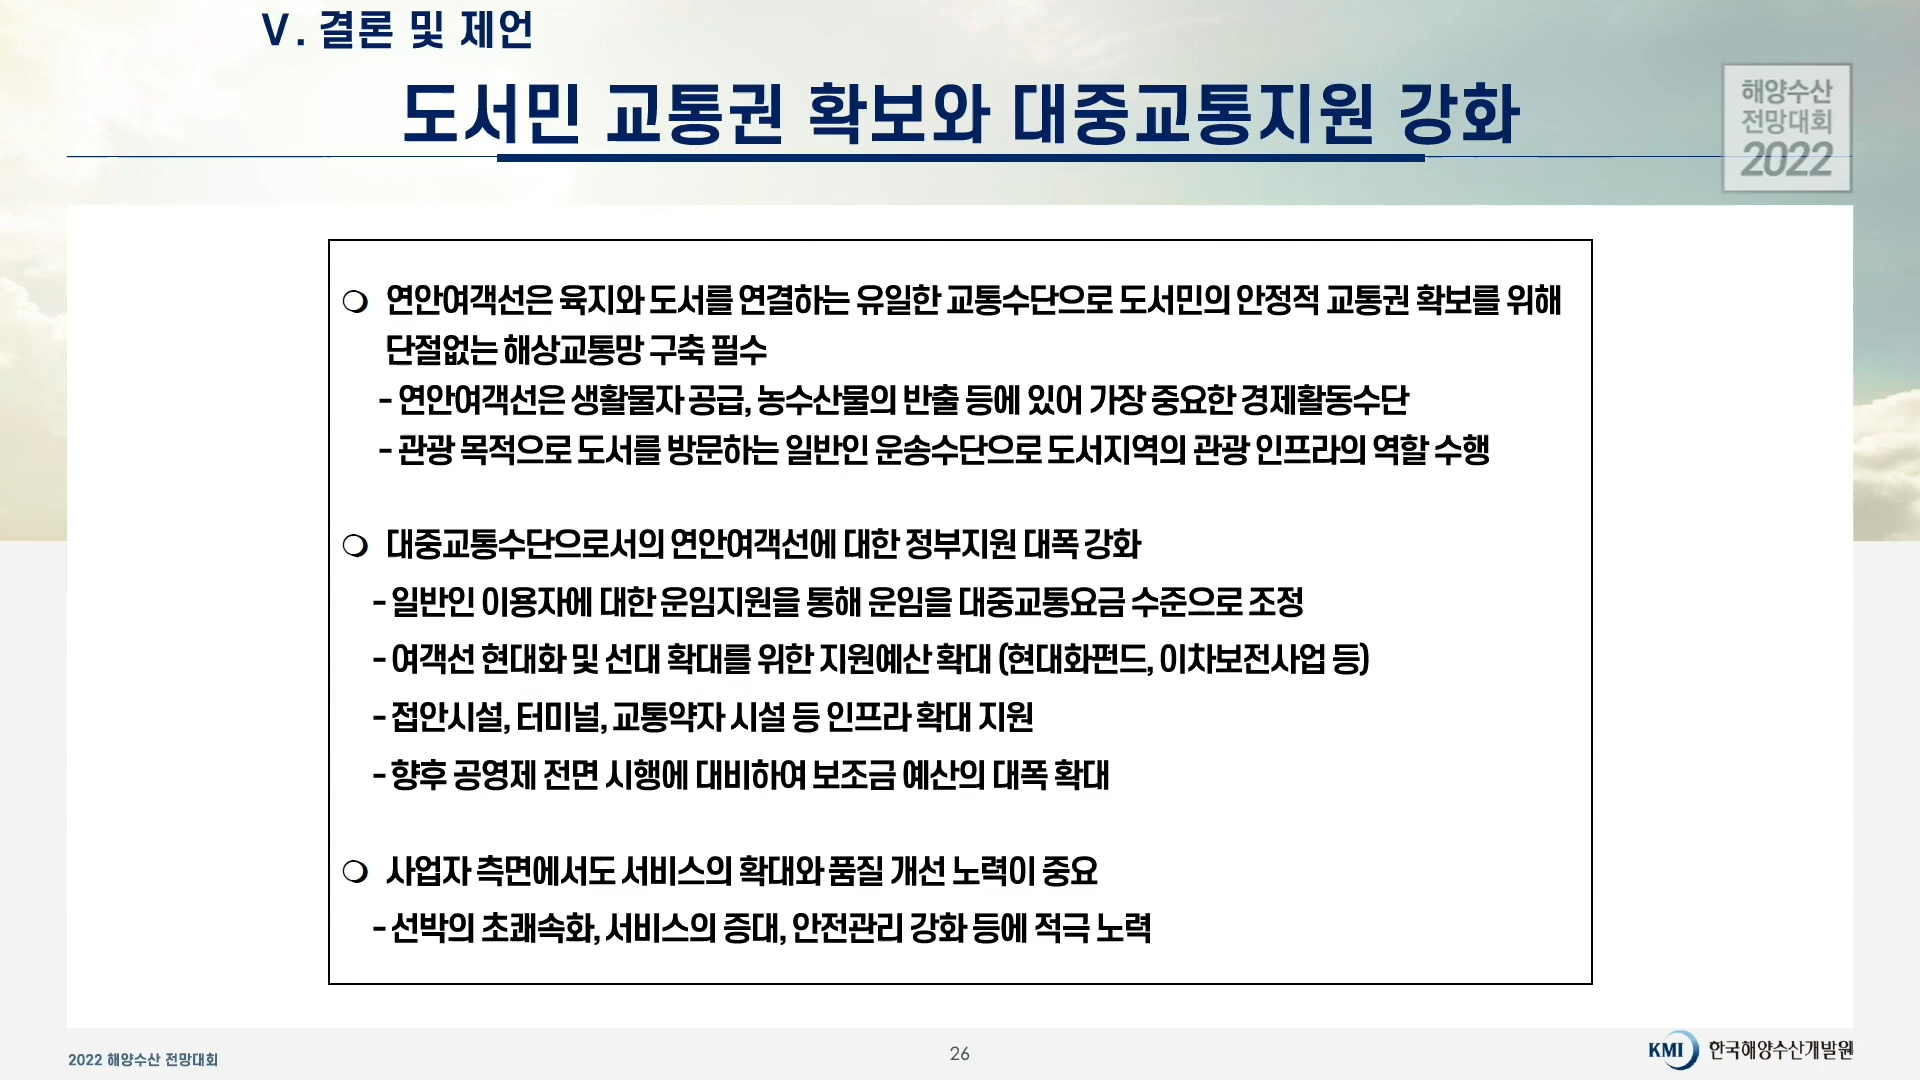 Ⅴ. 결론 및 제언
도서민 교통권 확보와 대중교통지원 강화
해양수산
전망대회
2022
❍ 연안여객선은 육지와 도서를 연결하는 유일한 교통수단으로 도서민의 안정적 교통권 확보를 위해
단절없는 해상교통망 구축 필수
- 연안여객선은 생활물자 공급, 농수산물의 반출 등에 있어 가장 중요한 경제활동수단
- 관광 목적으로 도서를 방문하는 일반인 운송수단으로 도서지역의 관광 인프라의 역할 수행
❍ 대중교통수단으로서의 연안여객선에 대한 정부지원 대폭 강화
- 일반인 이용자에 대한 운임지원을 통해 운임을 대중교통요금 수준으로 조정
- 여객선 현대화 및 선대 확대를 위한 지원예산 확대 (현대화펀드, 이차보전사업 등)
- 접안시설, 터미널, 교통약자 시설 등 인프라 확대 지원
- 향후 공영제 전면 시행에 대비하여 보조금 예산의 대폭 확대
❍ 사업자 측면에서도 서비스의 확대와 품질 개선 노력이 중요
- 선박의 초쾌속화, 서비스의 증대, 안전관리 강화 등에 적극 노력
2022 해양수산 전망대회
26
KMI 한국해양수산개발원